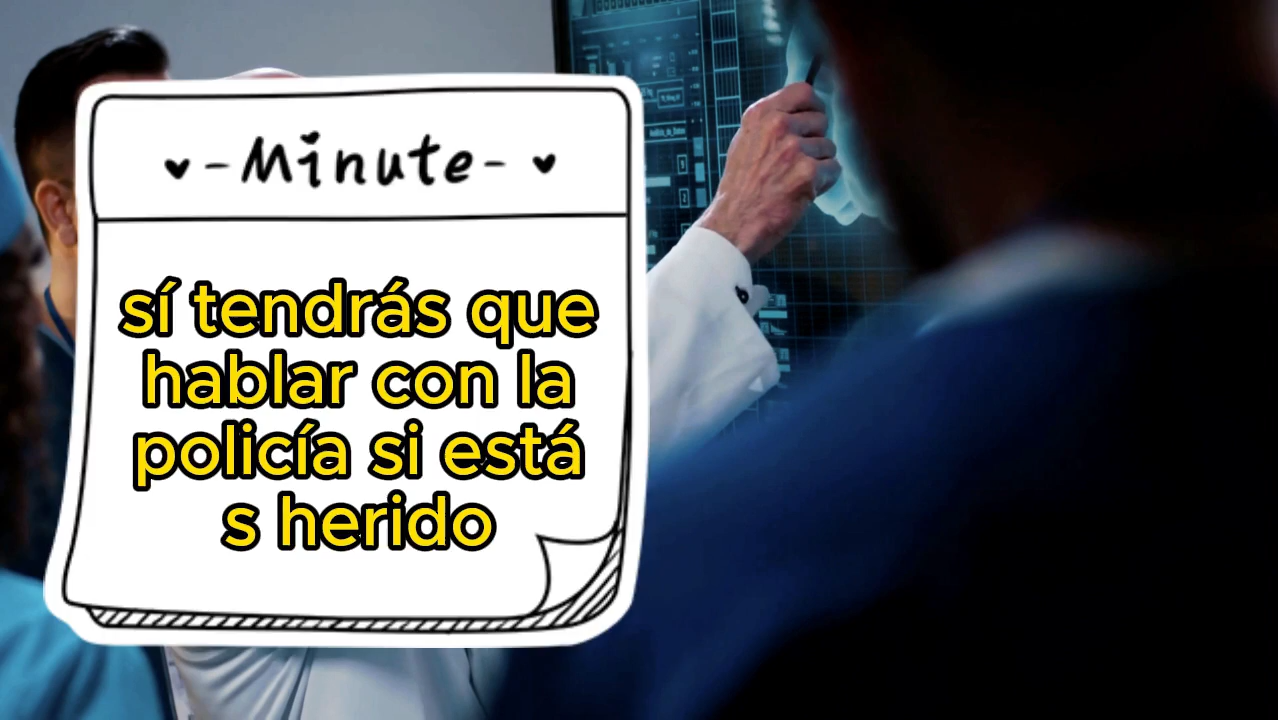 -Minute-
sí tendrás que
hablar con la
policía si está
s herido